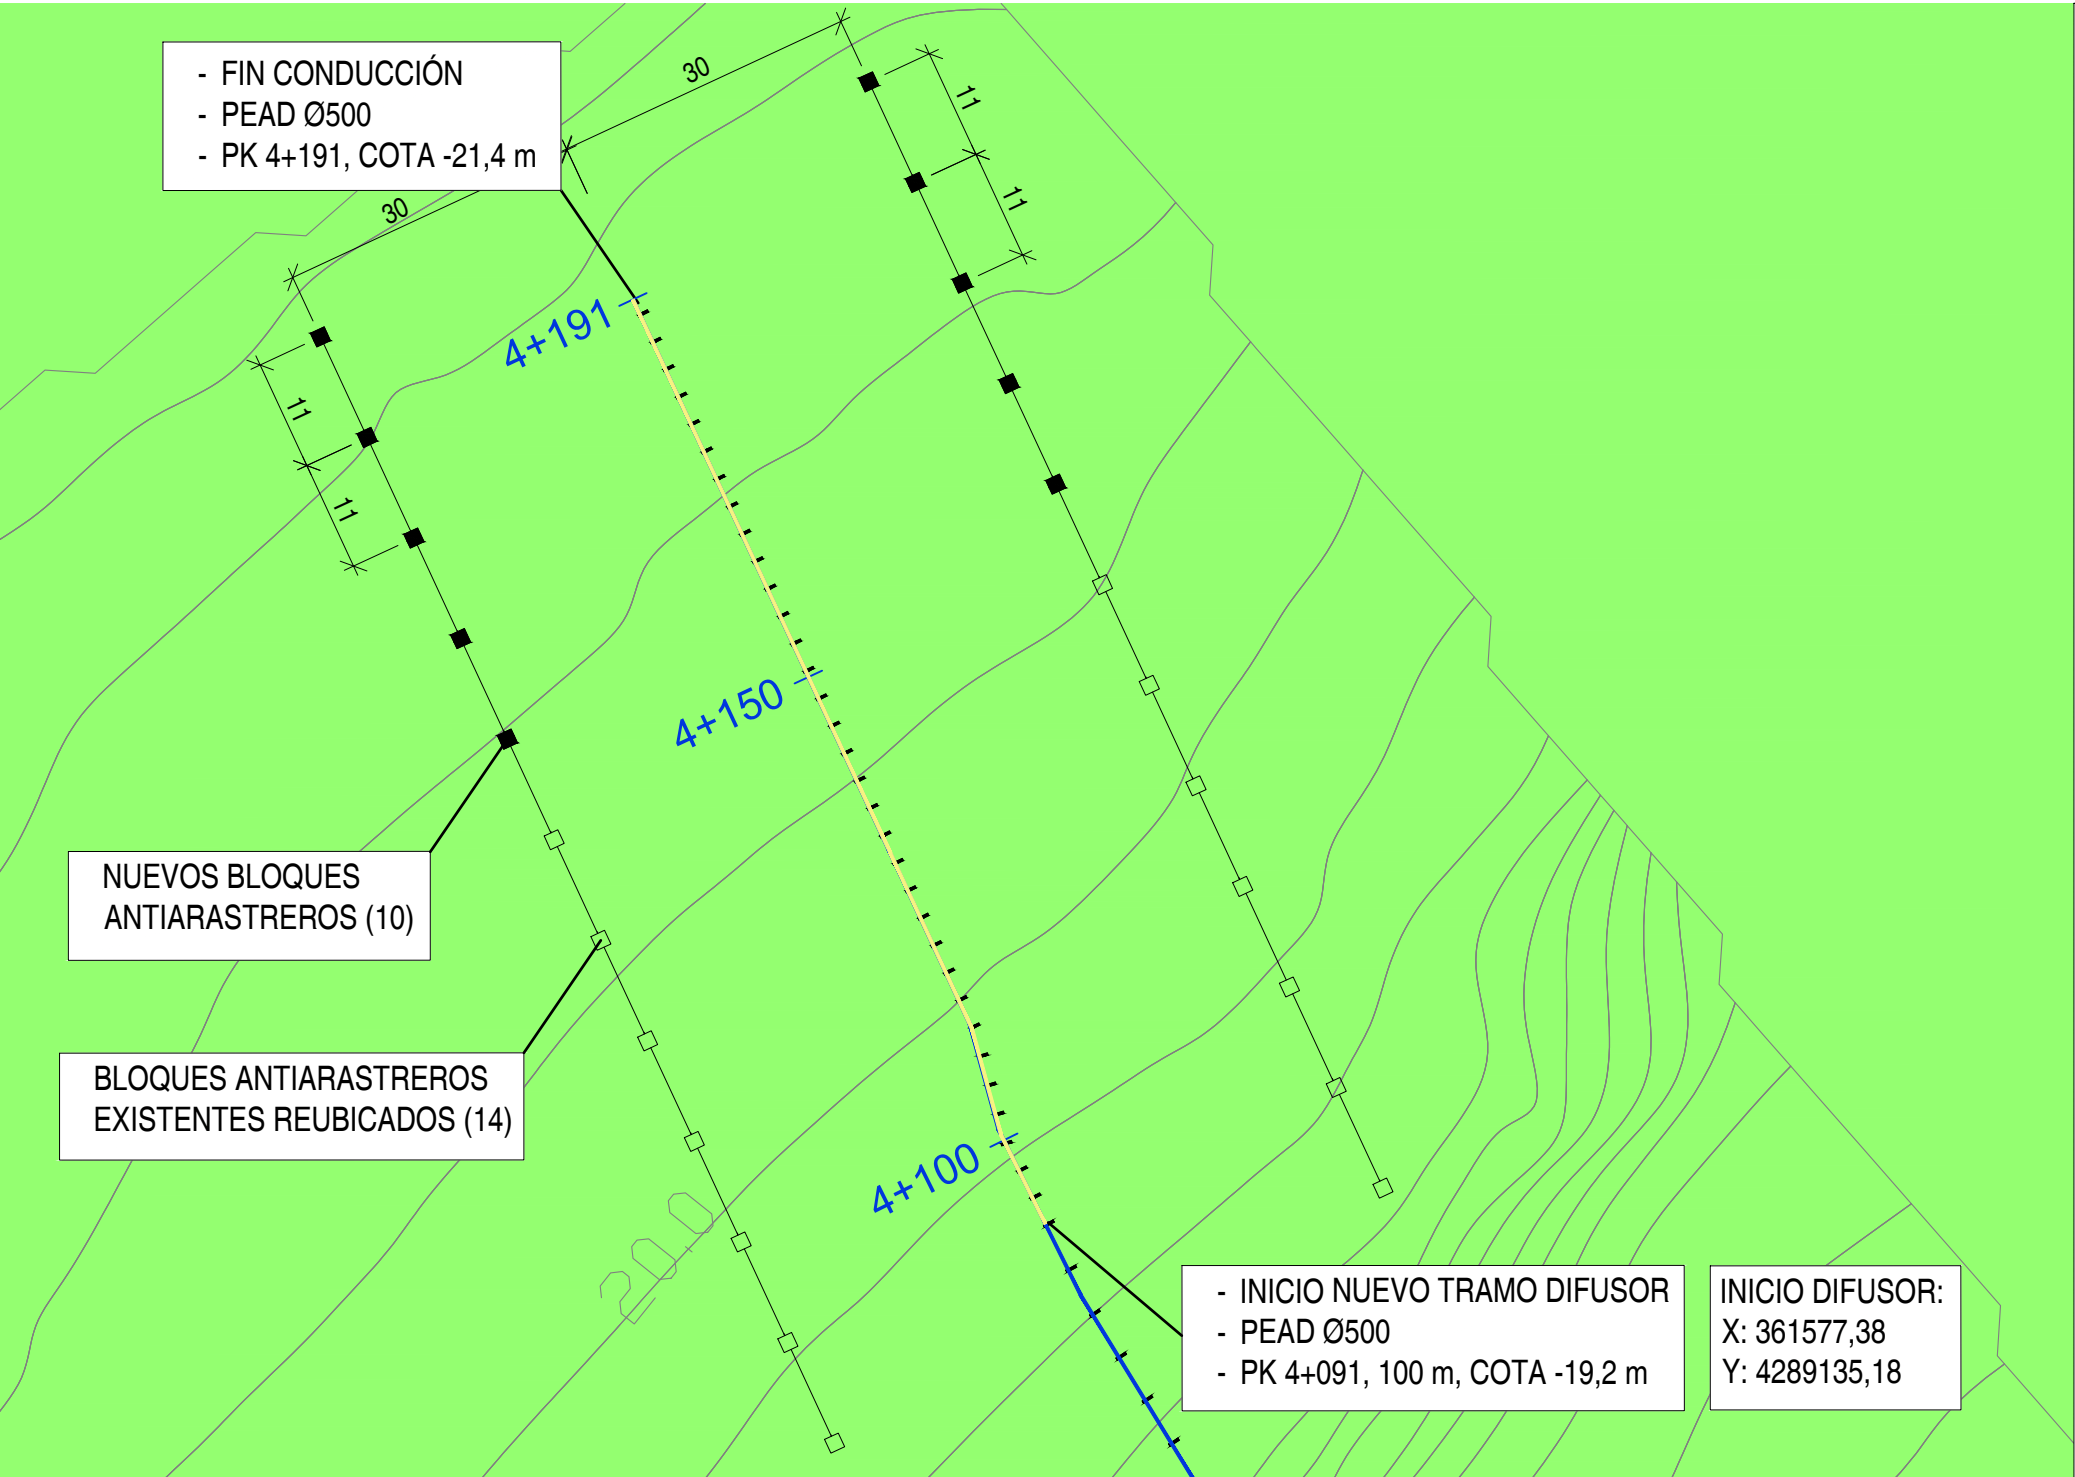 - FIN CONDUCCIÓN
- PEAD Ø500
- PK 4+191, COTA -21,4 m
30
30
11
11
11
11
4+191
4+150
4+100
NUEVOS BLOQUES
ANTIARASTREROS (10)
BLOQUES ANTIARASTREROS
EXISTENTES REUBICADOS (14)
20,0
- INICIO NUEVO TRAMO DIFUSOR
- PEAD Ø500
- PK 4+091, 100 m, COTA -19,2 m
INICIO DIFUSOR:
X: 361577,38
Y: 4289135,18